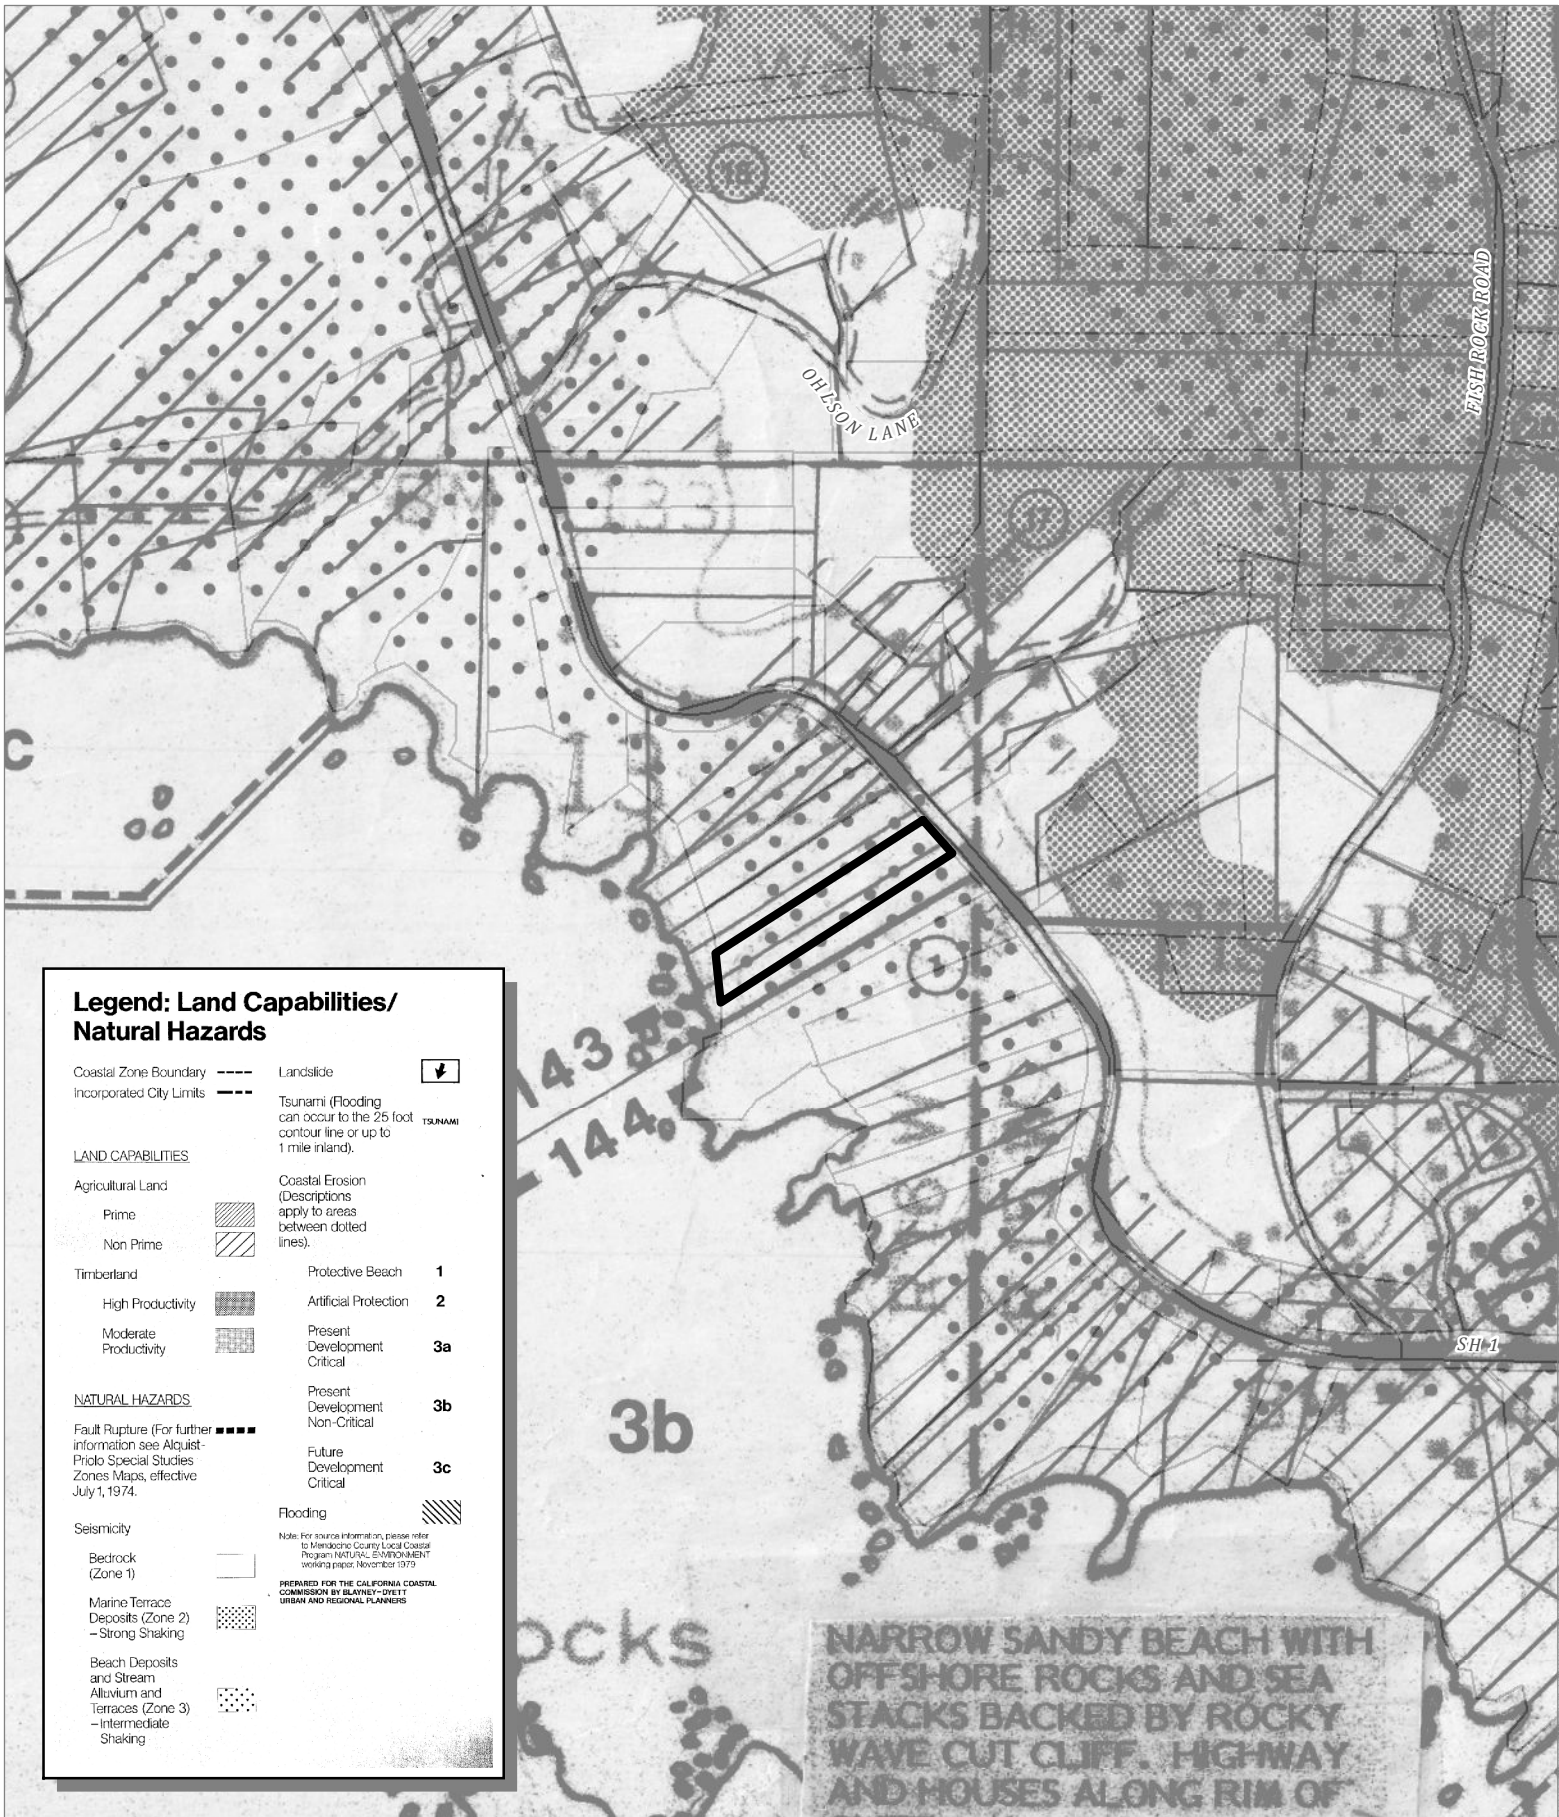 16
FISH ROCK ROAD
OHLSON LANE
17
133
C
13
1
143
144
3b
SH 1
Legend: Land Capabilities/
Natural Hazards
Coastal Zone Boundary
Incorporated City Limits
LAND CAPABILITIES
Agricultural Land
Prime
Non Prime
Timberland
High Productivity
Moderate
Productivity
NATURAL HAZARDS
Fault Rupture (For further
information see Alquist-
Priolo Special Studies
Zones Maps, effective
July 1, 1974.
Seismicity
Bedrock
(Zone 1)
Marine Terrace
Deposits (Zone 2)
–Strong Shaking
Beach Deposits
and Stream
Alluvium and
Terraces (Zone 3)
–Intermediate
Shaking
Landslide
Tsunami (Flooding
can occur to the 25 foot
contour line or up to
1 mile inland).
TSUNAMI
Coastal Erosion
(Descriptions
apply to areas
between dotted
lines).
Protective Beach 1
Artificial Protection 2
Present
Development
Critical
3a
Present
Development
Non-Critical
3b
Future
Development
Critical
3c
Flooding
Note: For source information, please refer
to Mendocino County Local Coastal
Program NATURAL ENVIRONMENT
working paper, November 1979
PREPARED FOR THE CALIFORNIA COASTAL
COMMISSION BY BLAYNEY-DYETT
URBAN AND REGIONAL PLANNERS
ocks
NARROW SANDY BEACH WITH
OFFSHORE ROCKS AND SEA
STACKS BACKED BY ROCKY
WAVE CUT CLIFF. HIGHWAY
AND HOUSES ALONG RIM OF